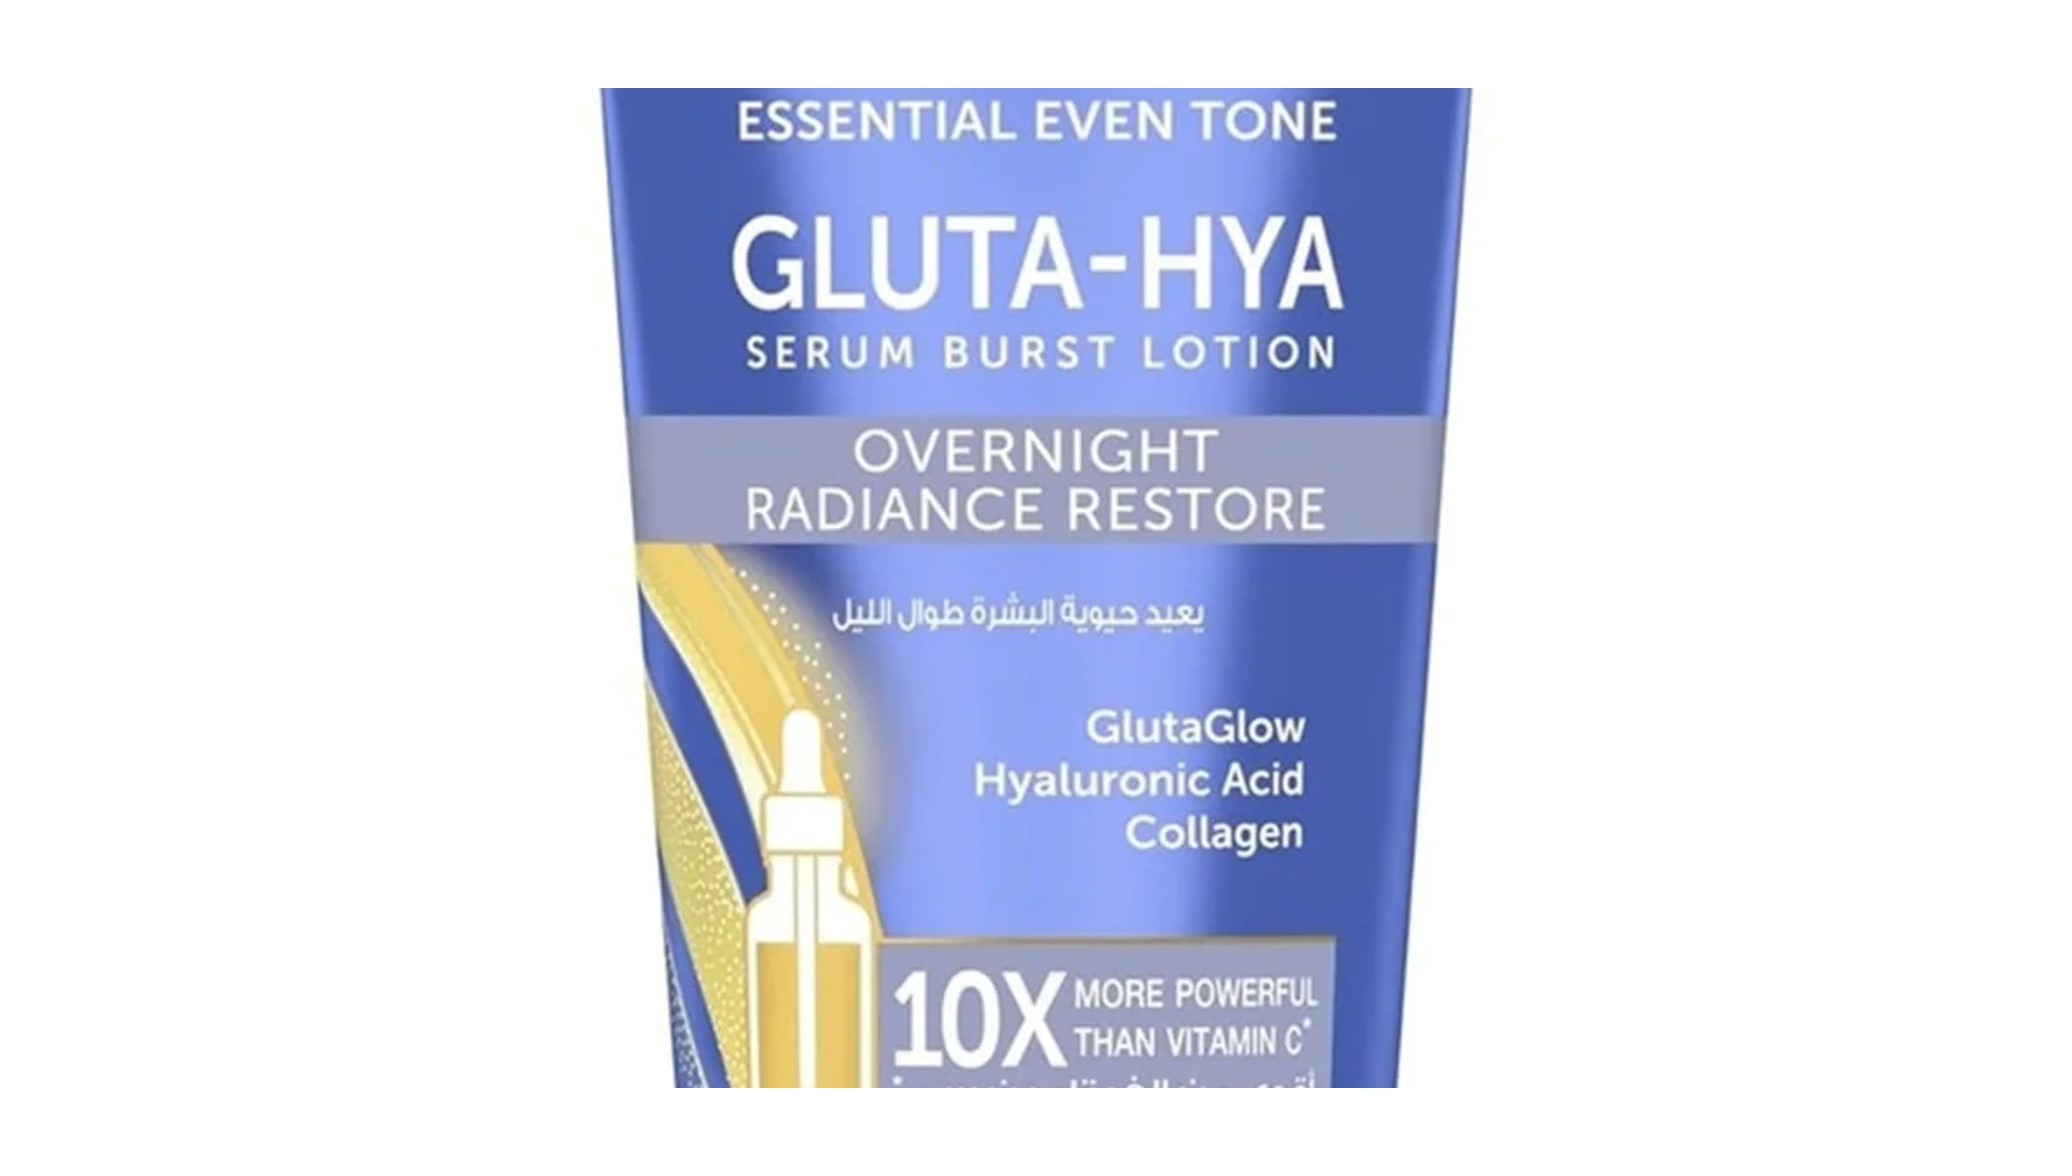 ESSENTIAL EVEN TONE
GLUTA-HYA
SERUM BURST LOTION
OVERNIGHT
RADIANCE RESTORE
يعيد حيوية البشرة طوال الليل
GlutaGlow
Hyaluronic Acid
Collagen
10X MORE POWERFUL
THAN VITAMIN C*